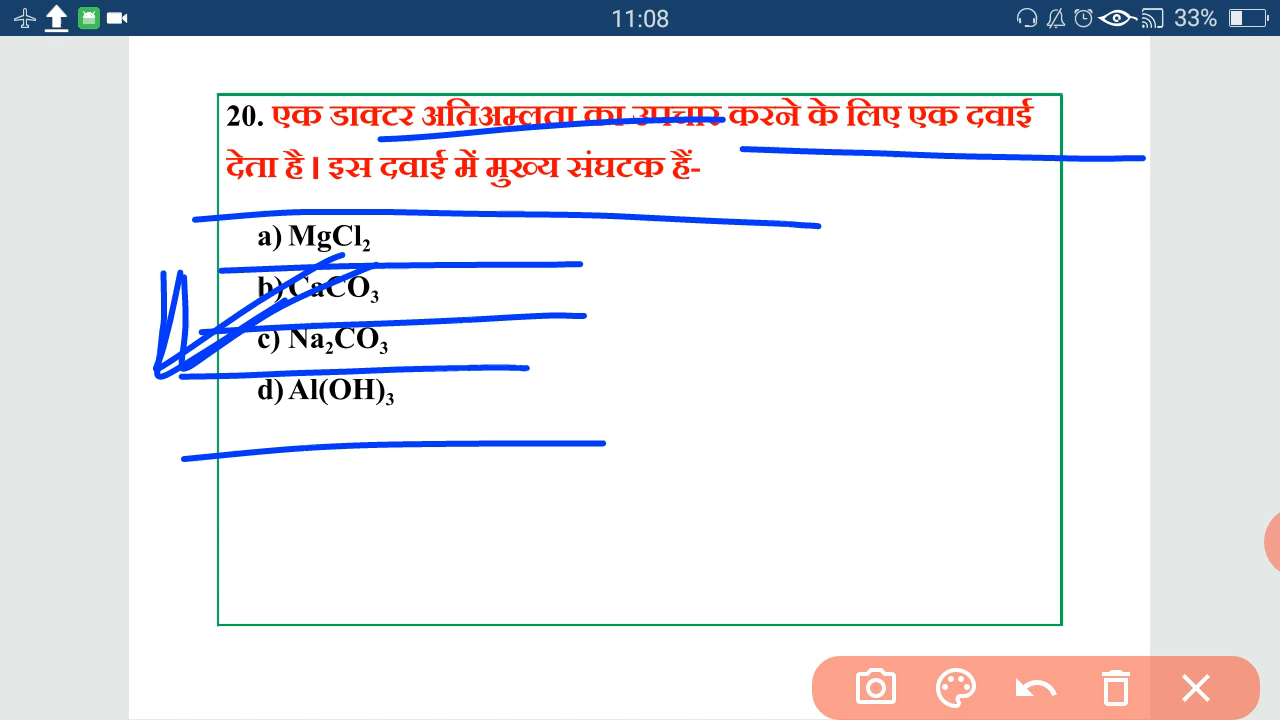 11:08
33%
20. एक डाक्टर अतिअम्लता का उपचार करने के लिए एक दवाई
देता है। इस दवाई में मुख्य संघटक हैं-
a) MgCl₂
b) CaCO₃
c) Na₂CO₃
d) Al(OH)₃